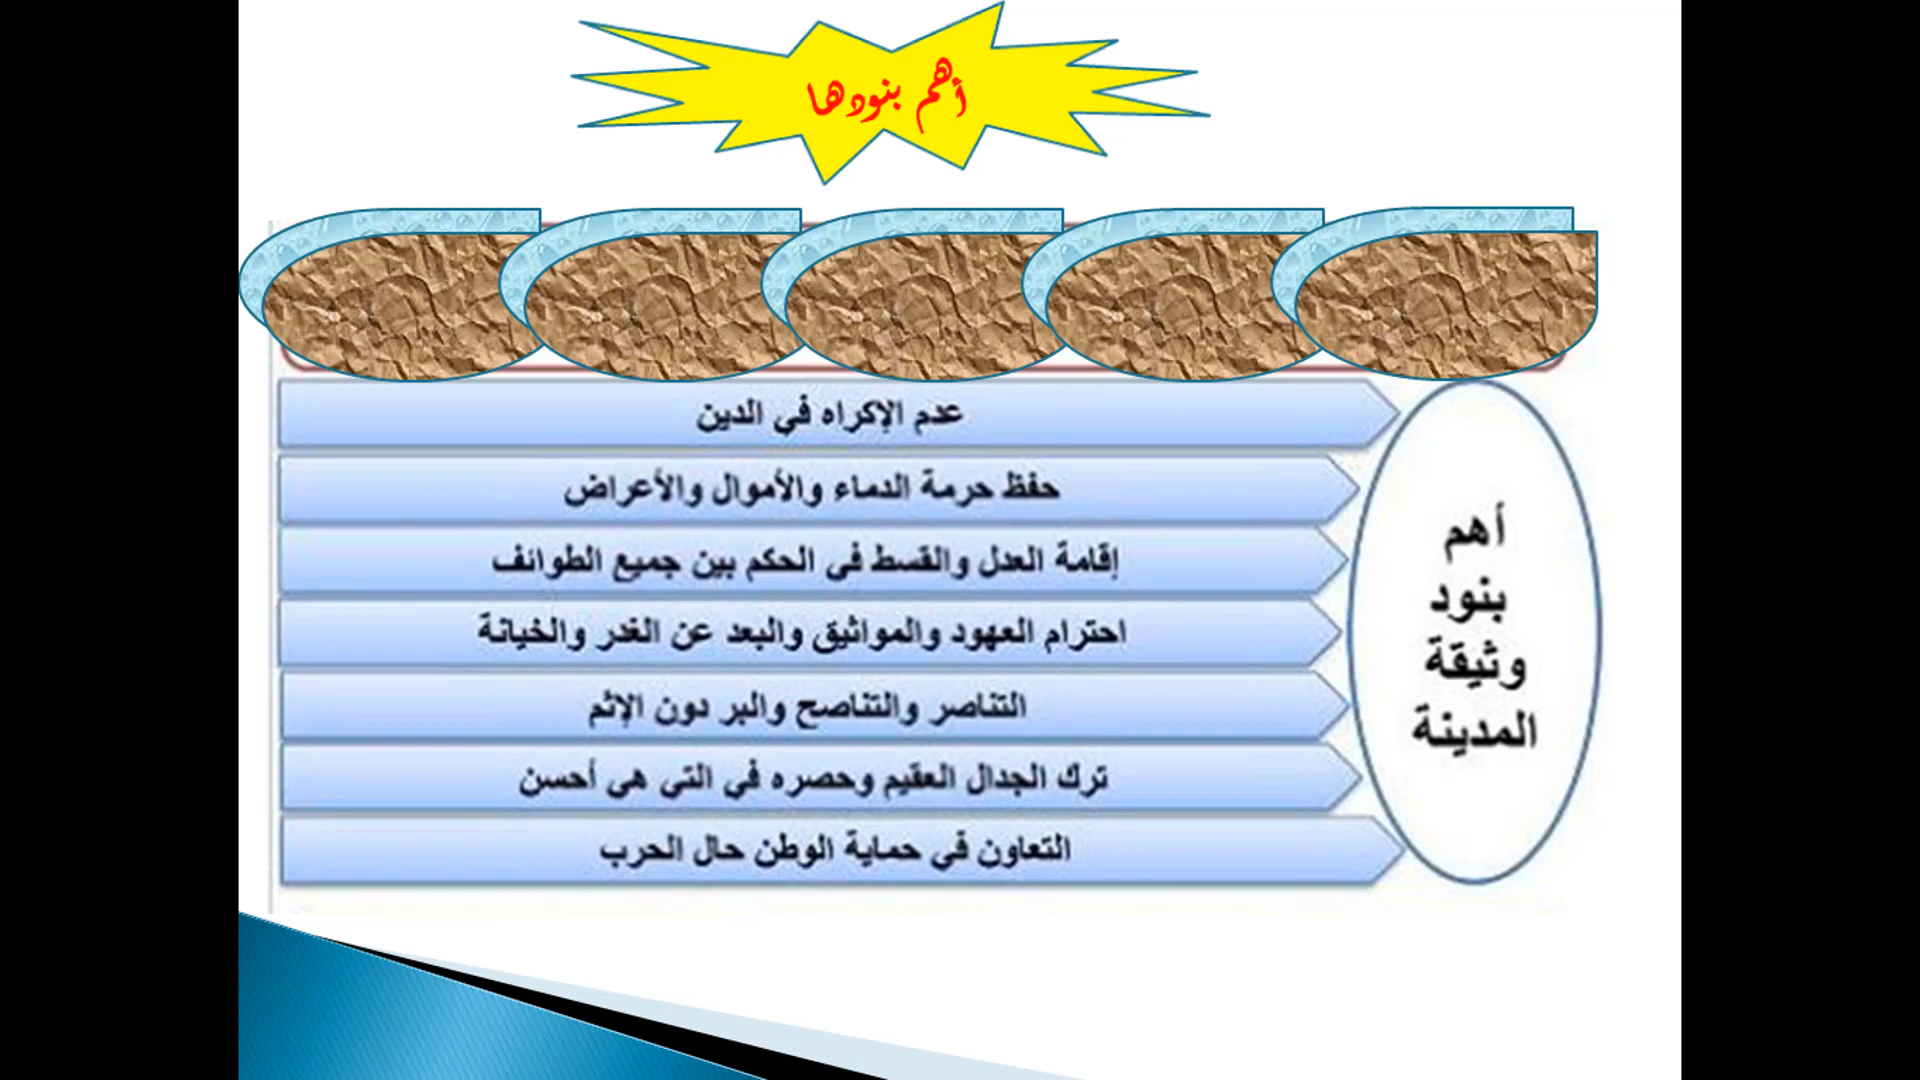 أهم بنودها
عدم الإكراه في الدين
حفظ حرمة الدماء والأموال والأعراض
إقامة العدل والقسط فى الحكم بين جميع الطوائف
احترام العهود والمواثيق والبعد عن الغدر والخيانة
التناصر والتناصح والبر دون الإثم
ترك الجدال العقيم وحصره في التي هي أحسن
التعاون في حماية الوطن حال الحرب
أهم
بنود
وثيقة
المدينة